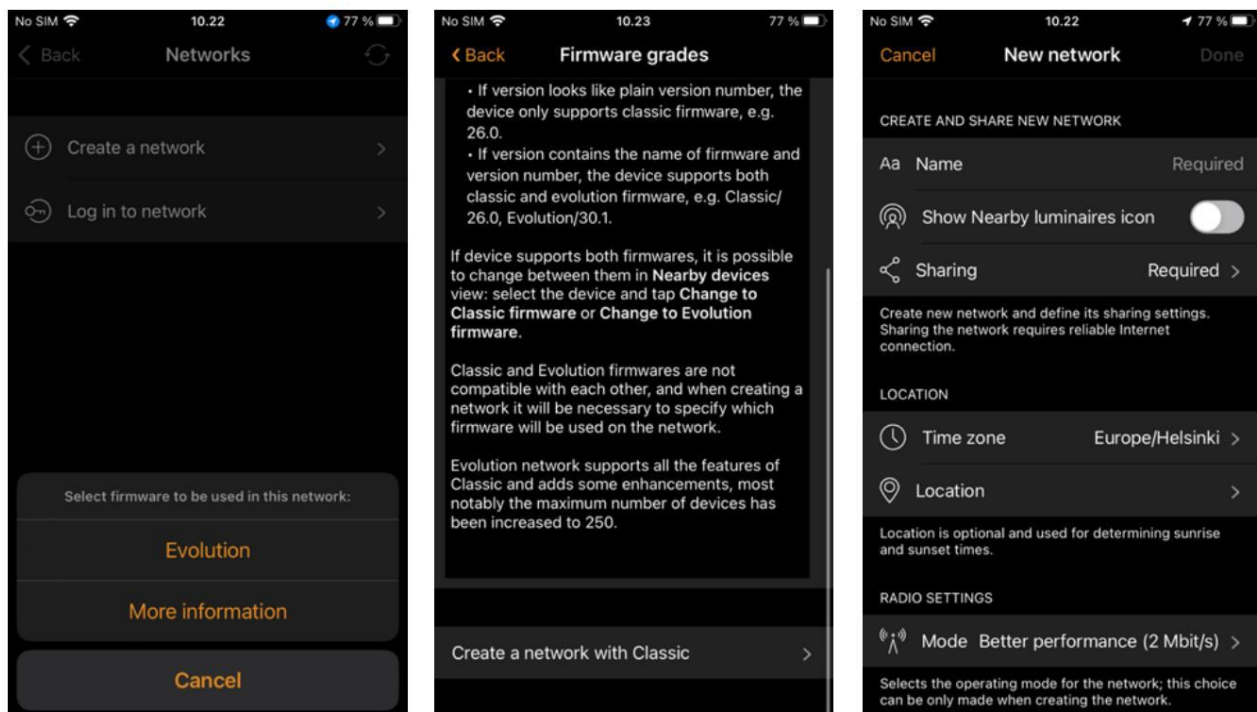 No SIM 10.22 77 %
Back Networks
Create a network
Log in to network
Select firmware to be used in this network:
Evolution
More information
Cancel
No SIM 10.23 77 %
Back Firmware grades
• If version looks like plain version number, the
device only supports classic firmware, e.g.
26.0.
• If version contains the name of firmware and
version number, the device supports both
classic and evolution firmware, e.g. Classic/
26.0, Evolution/30.1.
If device supports both firmwares, it is possible
to change between them in Nearby devices
view: select the device and tap Change to
Classic firmware or Change to Evolution
firmware.
Classic and Evolution firmwares are not
compatible with each other, and when creating a
network it will be necessary to specify which
firmware will be used on the network.
Evolution network supports all the features of
Classic and adds some enhancements, most
notably the maximum number of devices has
been increased to 250.
Create a network with Classic
No SIM 10.22 77 %
Cancel New network Done
CREATE AND SHARE NEW NETWORK
Aa Name Required
Show Nearby luminaires icon
Sharing Required
Create new network and define its sharing settings.
Sharing the network requires reliable Internet
connection.
LOCATION
Time zone Europe/Helsinki
Location
Location is optional and used for determining sunrise
and sunset times.
RADIO SETTINGS
Mode Better performance (2 Mbit/s)
Selects the operating mode for the network; this choice
can be only made when creating the network.